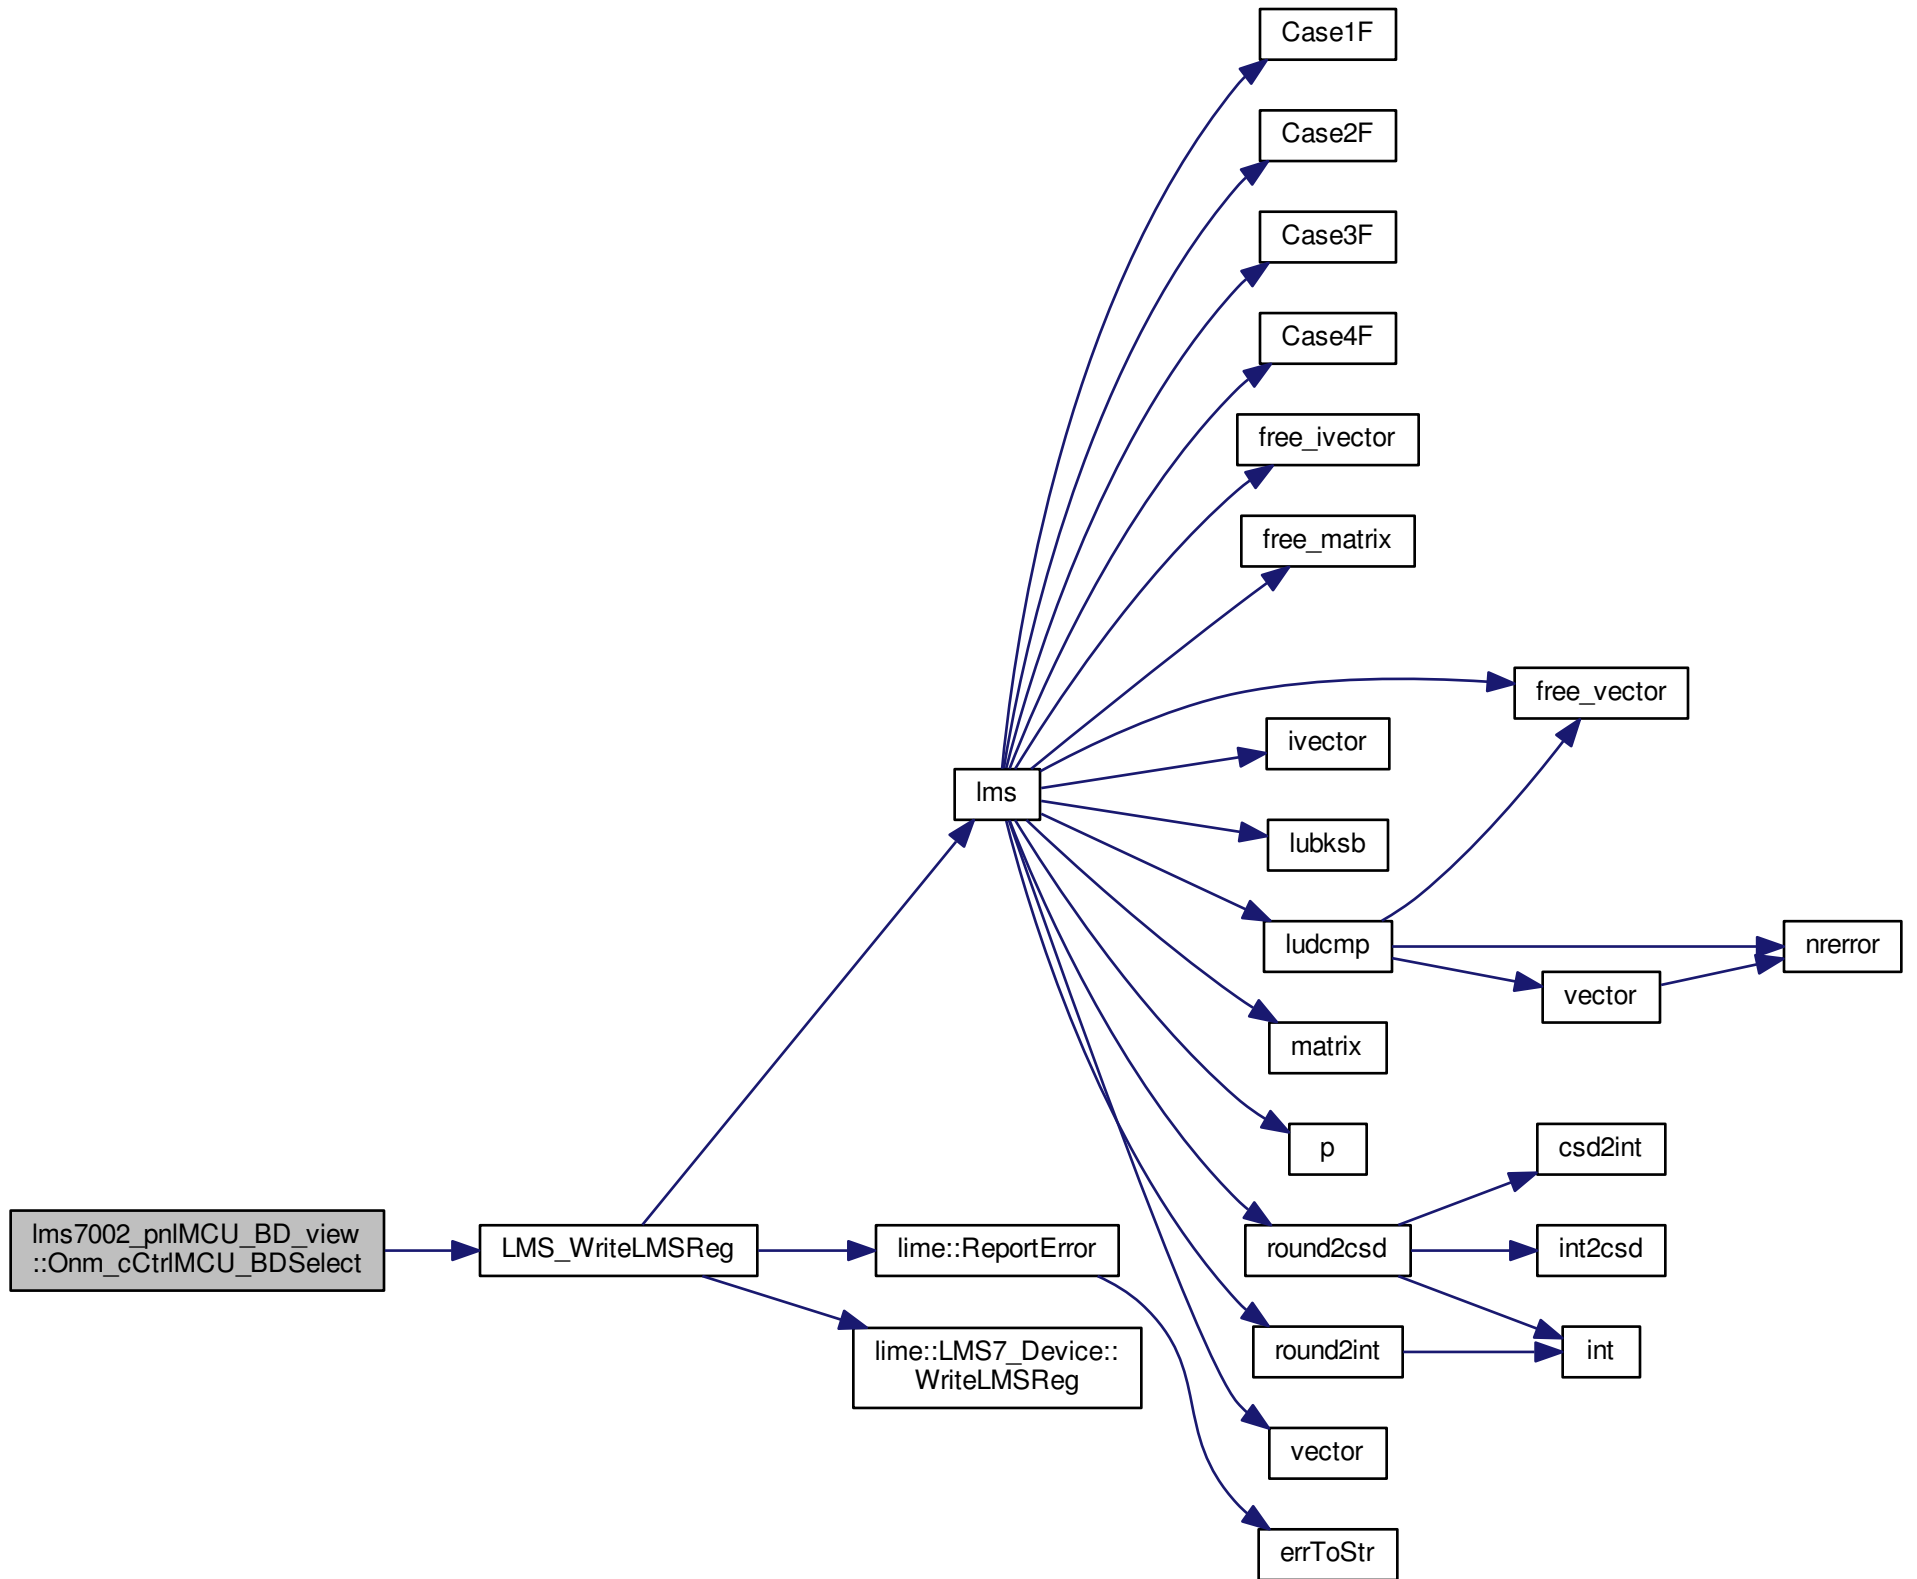 Case1F
Case2F
Case3F
Case4F
free_ivector
free_matrix
free_vector
ivector
lms
lubksb
ludcmp
nrerror
vector
matrix
p
csd2int
lms7002_pnlMCU_BD_view
::Onm_cCtrlMCU_BDSelect
LMS_WriteLMSReg
lime::ReportError
round2csd
int2csd
lime::LMS7_Device::
WriteLMSReg
round2int
int
vector
errToStr